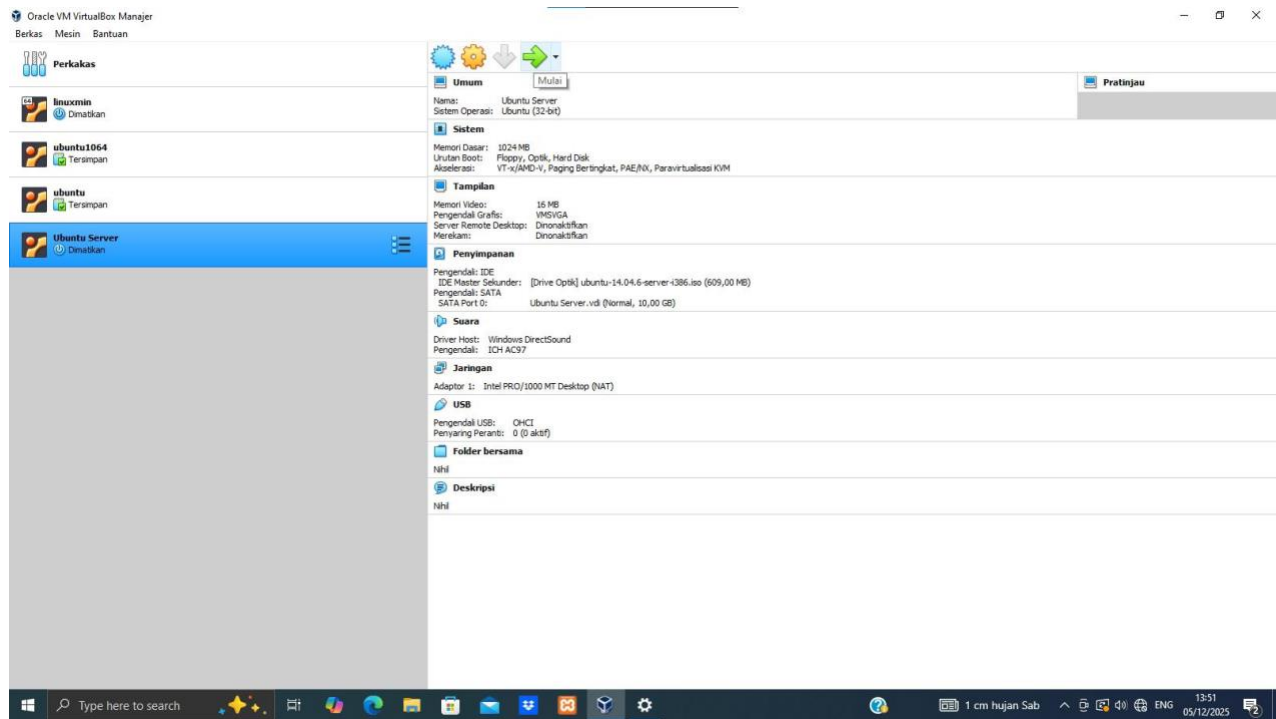 Oracle VM VirtualBox Manajer
Berkas Mesin Bantuan
Perkakas
64 linuxmin
Dimatikan
ubuntu1064
Tersimpan
ubuntu
Tersimpan
Ubuntu Server
Dimatikan
Mulai
Umum
Nama: Ubuntu Server
Sistem Operasi: Ubuntu (32-bit)
Pratinjau
Sistem
Memori Dasar: 1024 MB
Urutan Boot: Floppy, Optik, Hard Disk
Akselerasi: VT-x/AMD-V, Paging Bertingkat, PAE/NX, Paravirtualisasi KVM
Tampilan
Memori Video: 16 MB
Pengendali Grafis: VMSVGA
Server Remote Desktop: Dinonaktifkan
Merekam: Dinonaktifkan
Penyimpanan
Pengendali: IDE
IDE Master Sekunder: [Drive Optik] ubuntu-14.04.6-server-i386.iso (609,00 MB)
Pengendali: SATA
SATA Port 0: Ubuntu Server.vdi (Normal, 10,00 GB)
Suara
Driver Host: Windows DirectSound
Pengendali: ICH AC97
Jaringan
Adaptor 1: Intel PRO/1000 MT Desktop (NAT)
USB
Pengendali USB: OHCI
Penyaring Peranti: 0 (0 aktif)
Folder bersama
Nihil
Deskripsi
Nihil
Type here to search
1 cm hujan Sab
ENG
13:51
05/12/2025
2